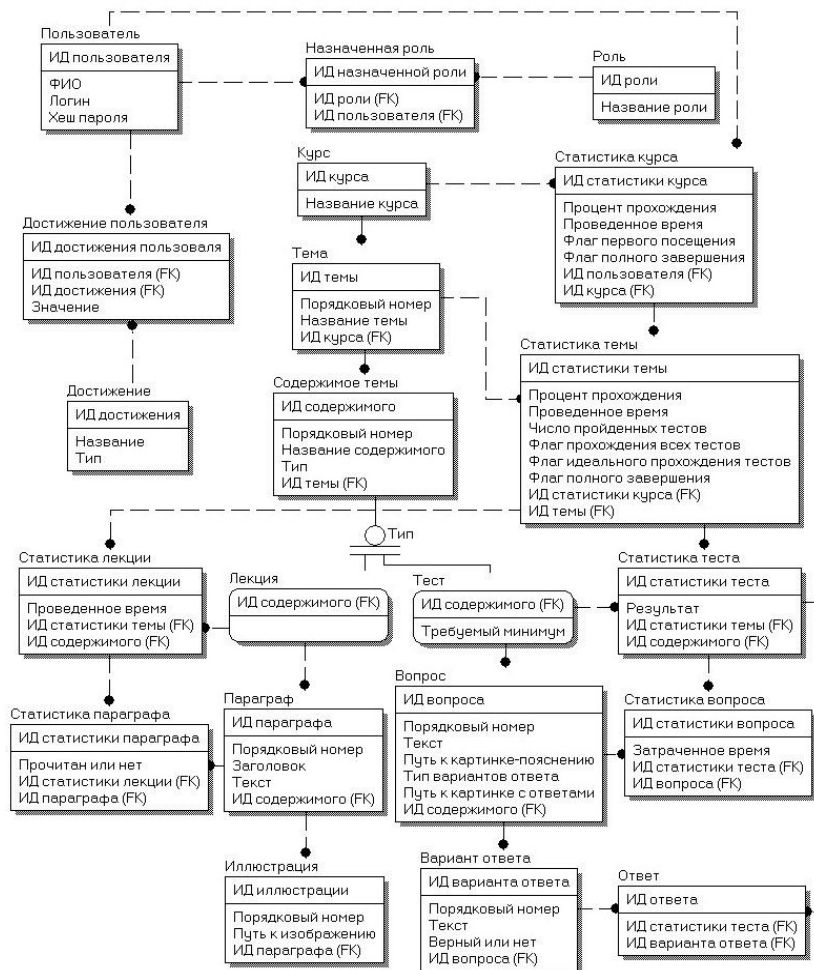 Пользователь
ИД пользователя
ФИО
Логин
Хеш пароля
Назначенная роль
ИД назначенной роли
ИД роли (FK)
ИД пользователя (FK)
Роль
ИД роли
Название роли
Курс
ИД курса
Название курса
Статистика курса
ИД статистики курса
Процент прохождения
Проведенное время
Флаг первого посещения
Флаг полного завершения
ИД пользователя (FK)
ИД курса (FK)
Достижение пользователя
ИД достижения пользоваля
ИД пользователя (FK)
ИД достижения (FK)
Значение
Тема
ИД темы
Порядковый номер
Название темы
ИД курса (FK)
Статистика темы
ИД статистики темы
Процент прохождения
Проведенное время
Число пройденных тестов
Флаг прохождения всех тестов
Флаг идеального прохождения тестов
Флаг полного завершения
ИД статистики курса (FK)
ИД темы (FK)
Достижение
ИД достижения
Название
Тип
Содержимое темы
ИД содержимого
Порядковый номер
Название содержимого
Тип
ИД темы (FK)
Тип
Статистика лекции
ИД статистики лекции
Проведенное время
ИД статистики темы (FK)
ИД содержимого (FK)
Лекция
ИД содержимого (FK)
Тест
ИД содержимого (FK)
Требуемый минимум
Статистика теста
ИД статистики теста
Результат
ИД статистики темы (FK)
ИД содержимого (FK)
Статистика параграфа
ИД статистики параграфа
Прочитан или нет
ИД статистики лекции (FK)
ИД параграфа (FK)
Параграф
ИД параграфа
Порядковый номер
Заголовок
Текст
ИД содержимого (FK)
Вопрос
ИД вопроса
Порядковый номер
Текст
Путь к картинке-пояснению
Тип вариантов ответа
Путь к картинке с ответами
ИД содержимого (FK)
Статистика вопроса
ИД статистики вопроса
Затраченное время
ИД статистики теста (FK)
ИД вопроса (FK)
Иллюстрация
ИД иллюстрации
Порядковый номер
Путь к изображению
ИД параграфа (FK)
Вариант ответа
ИД варианта ответа
Порядковый номер
Текст
Верный или нет
ИД вопроса (FK)
Ответ
ИД ответа
ИД статистики теста (FK)
ИД варианта ответа (FK)